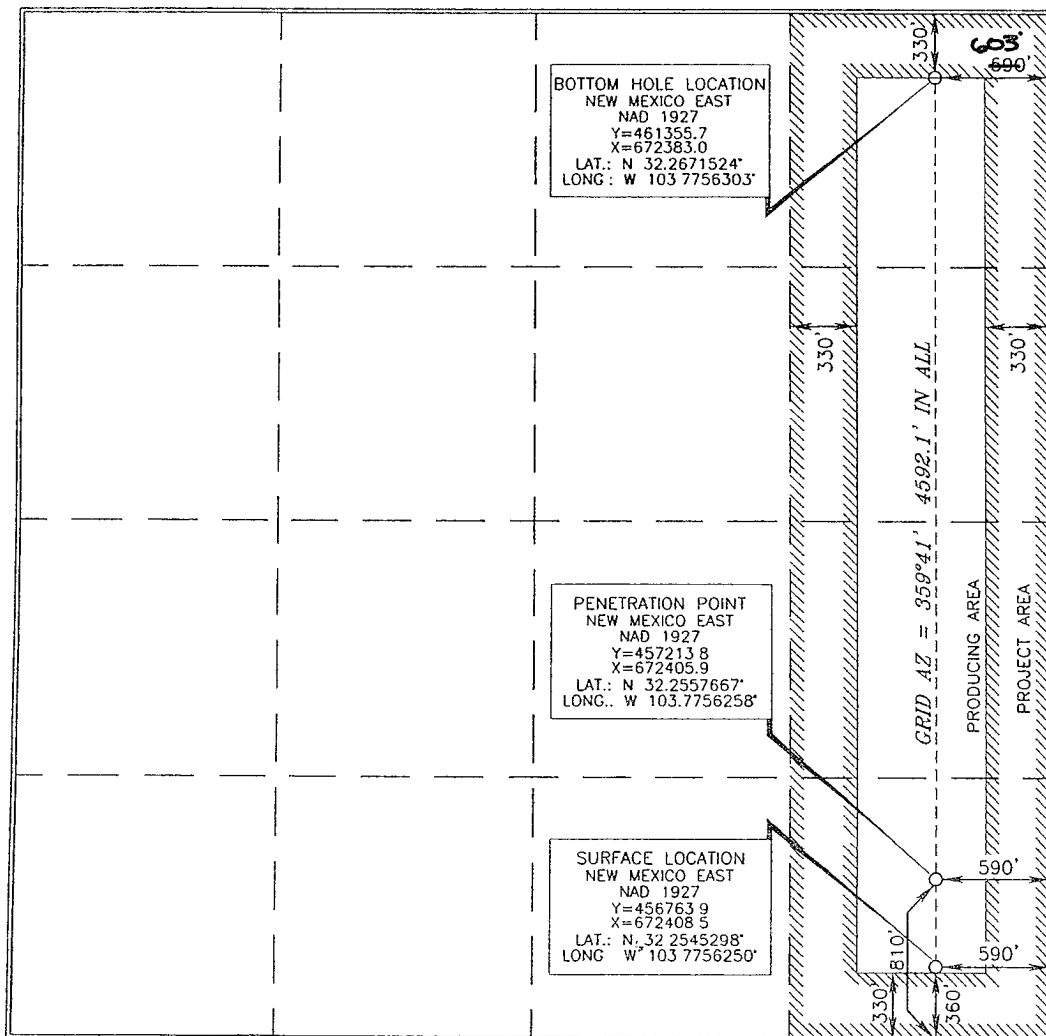 330'
603'
590'
BOTTOM HOLE LOCATION
NEW MEXICO EAST
NAD 1927
Y=461355.7
X=672383.0
LAT.: N 32.2671524°
LONG: W 103 7756303°
330'
330'
GRID AZ = 359°41' 4592.1' IN ALL
PRODUCING AREA
PROJECT AREA
PENETRATION POINT
NEW MEXICO EAST
NAD 1927
Y=457213 8
X=672405.9
LAT.: N 32.2557667°
LONG.. W 103.7756258°
590'
SURFACE LOCATION
NEW MEXICO EAST
NAD 1927
Y=456763 9
X=672408 5
LAT.: N 32 2545298°
LONG W 103 7756250°
810'
590'
330'
360'